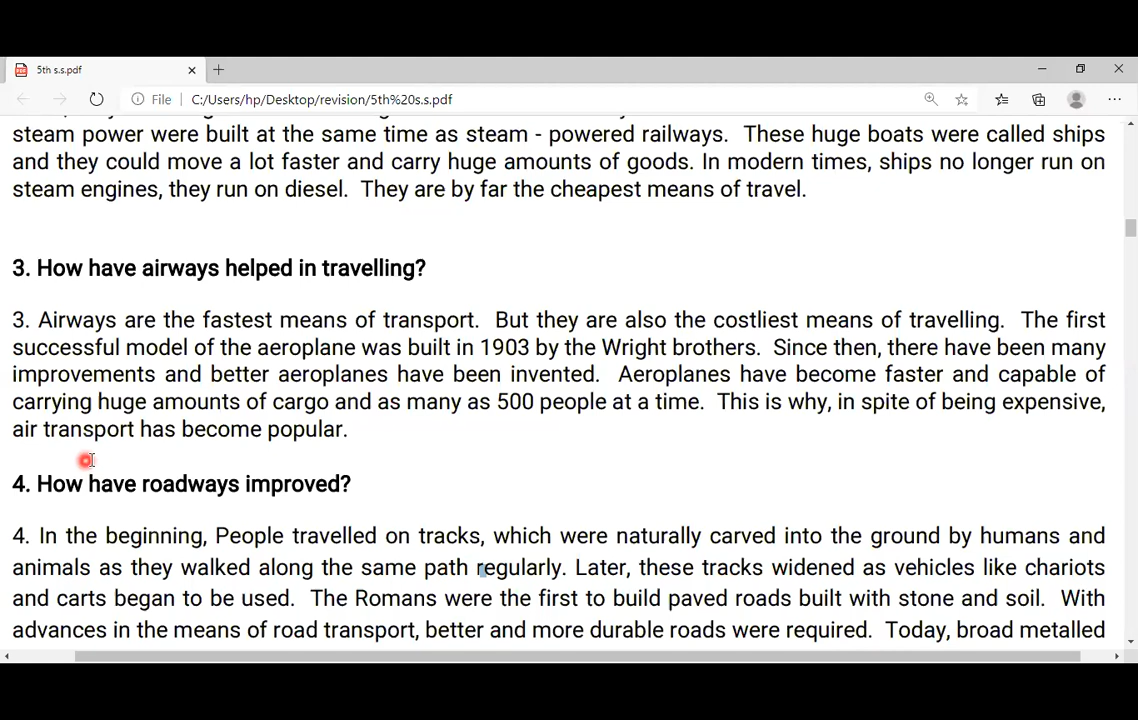 5th s.s.pdf
File | C:/Users/hp/Desktop/revision/5th%20s.s.pdf
steam power were built at the same time as steam - powered railways. These huge boats were called ships
and they could move a lot faster and carry huge amounts of goods. In modern times, ships no longer run on
steam engines, they run on diesel. They are by far the cheapest means of travel.
3. How have airways helped in travelling?
3. Airways are the fastest means of transport. But they are also the costliest means of travelling. The first
successful model of the aeroplane was built in 1903 by the Wright brothers. Since then, there have been many
improvements and better aeroplanes have been invented. Aeroplanes have become faster and capable of
carrying huge amounts of cargo and as many as 500 people at a time. This is why, in spite of being expensive,
air transport has become popular.
4. How have roadways improved?
4. In the beginning, People travelled on tracks, which were naturally carved into the ground by humans and
animals as they walked along the same path regularly. Later, these tracks widened as vehicles like chariots
and carts began to be used. The Romans were the first to build paved roads built with stone and soil. With
advances in the means of road transport, better and more durable roads were required. Today, broad metalled